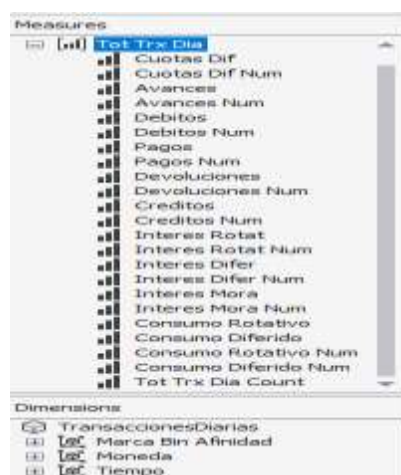 Measures
Tot Trx Dia
Cuotas Dif
Cuotas Dif Num
Avances
Avances Num
Debitos
Debitos Num
Pagos
Pagos Num
Devoluciones
Devoluciones Num
Creditos
Creditos Num
Interes Rotat
Interes Rotat Num
Interes Difer
Interes Difer Num
Interes Mora
Interes Mora Num
Consumo Rotativo
Consumo Diferido
Consumo Rotativo Num
Consumo Diferido Num
Tot Trx Dia Count
Dimensions
TransaccionesDiarias
Marca Bin Afinidad
Moneda
Tiempo